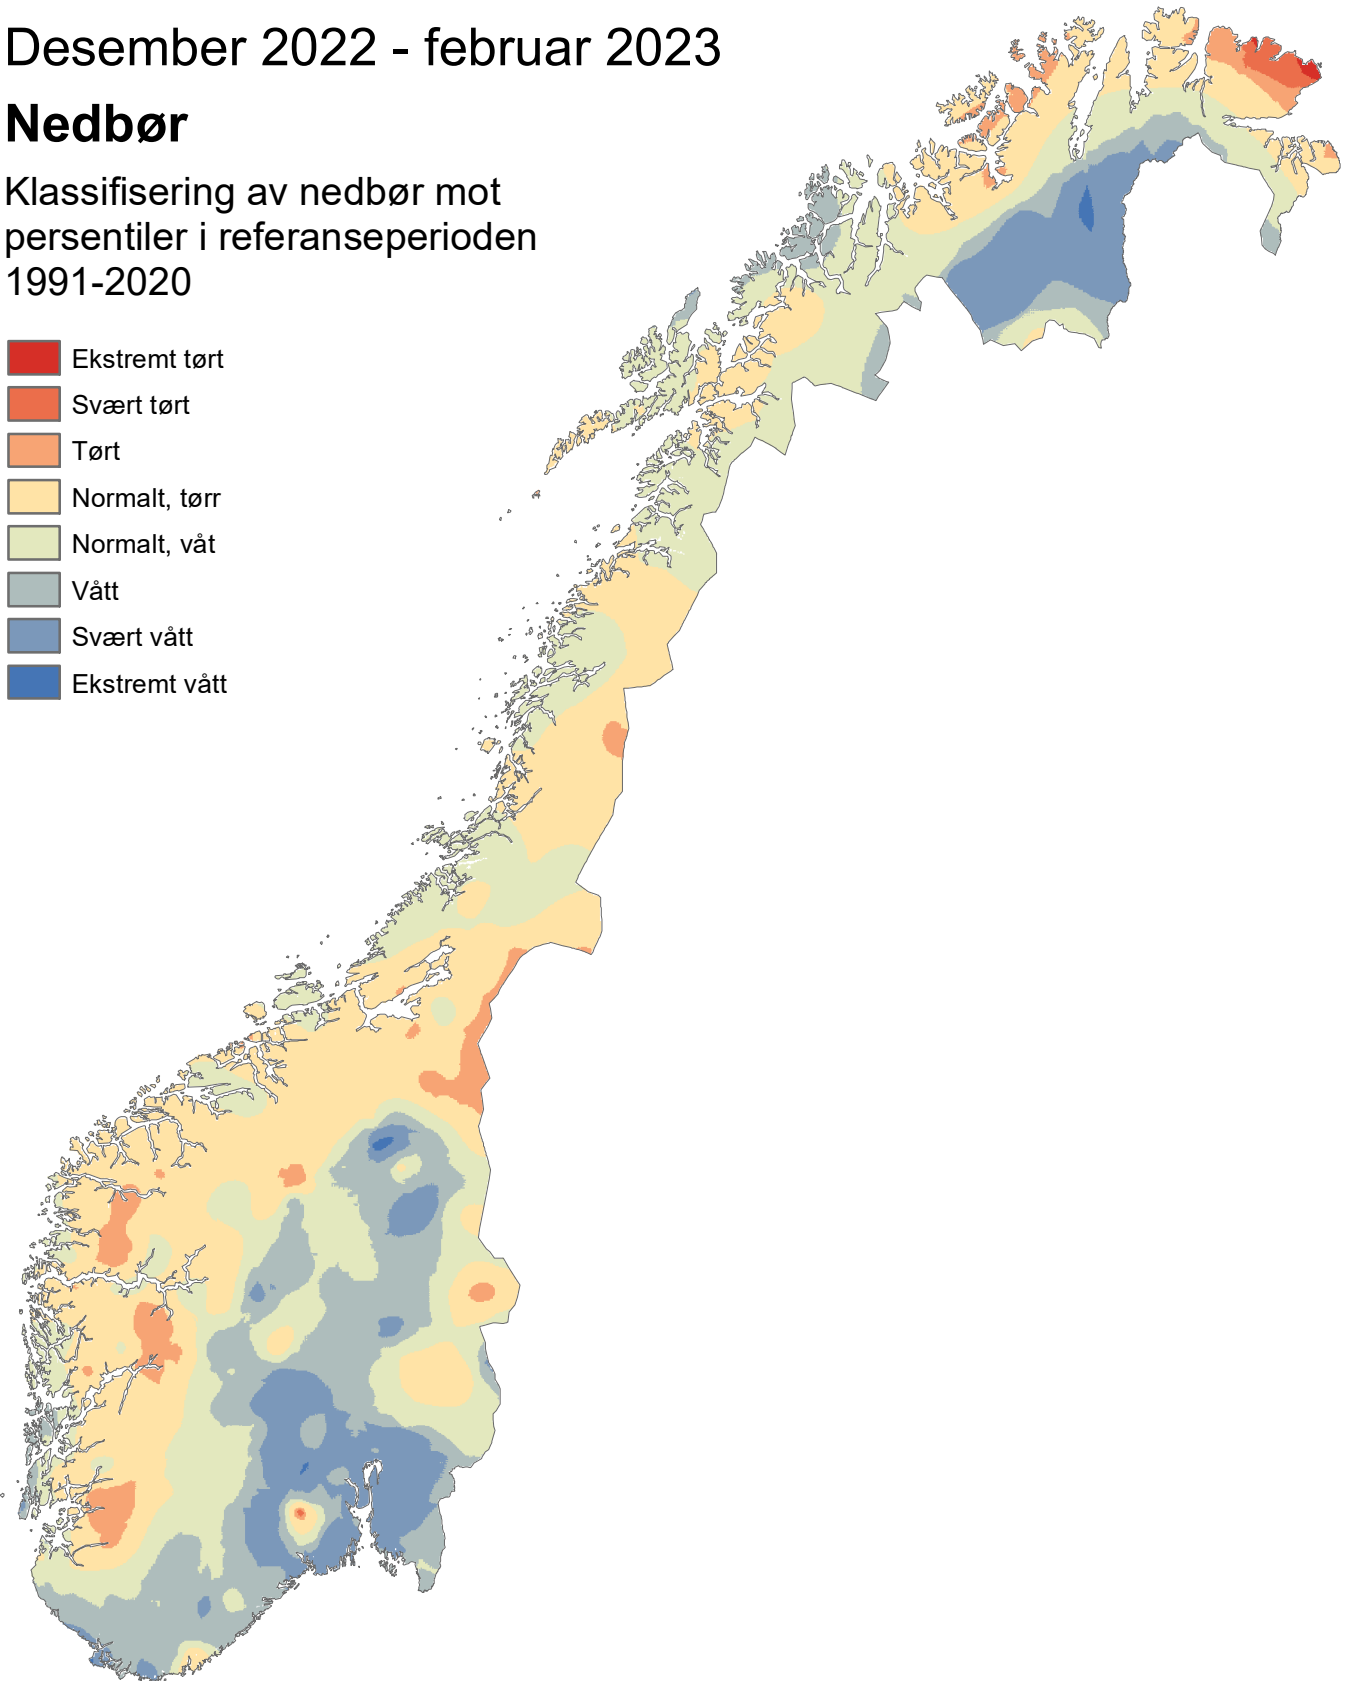 Desember 2022 - februar 2023
Nedbør
Klassifisering av nedbør mot
persentiler i referanseperioden
1991-2020
Ekstremt tørt
Svært tørt
Tørt
Normalt, tørr
Normalt, våt
Vått
Svært vått
Ekstremt vått